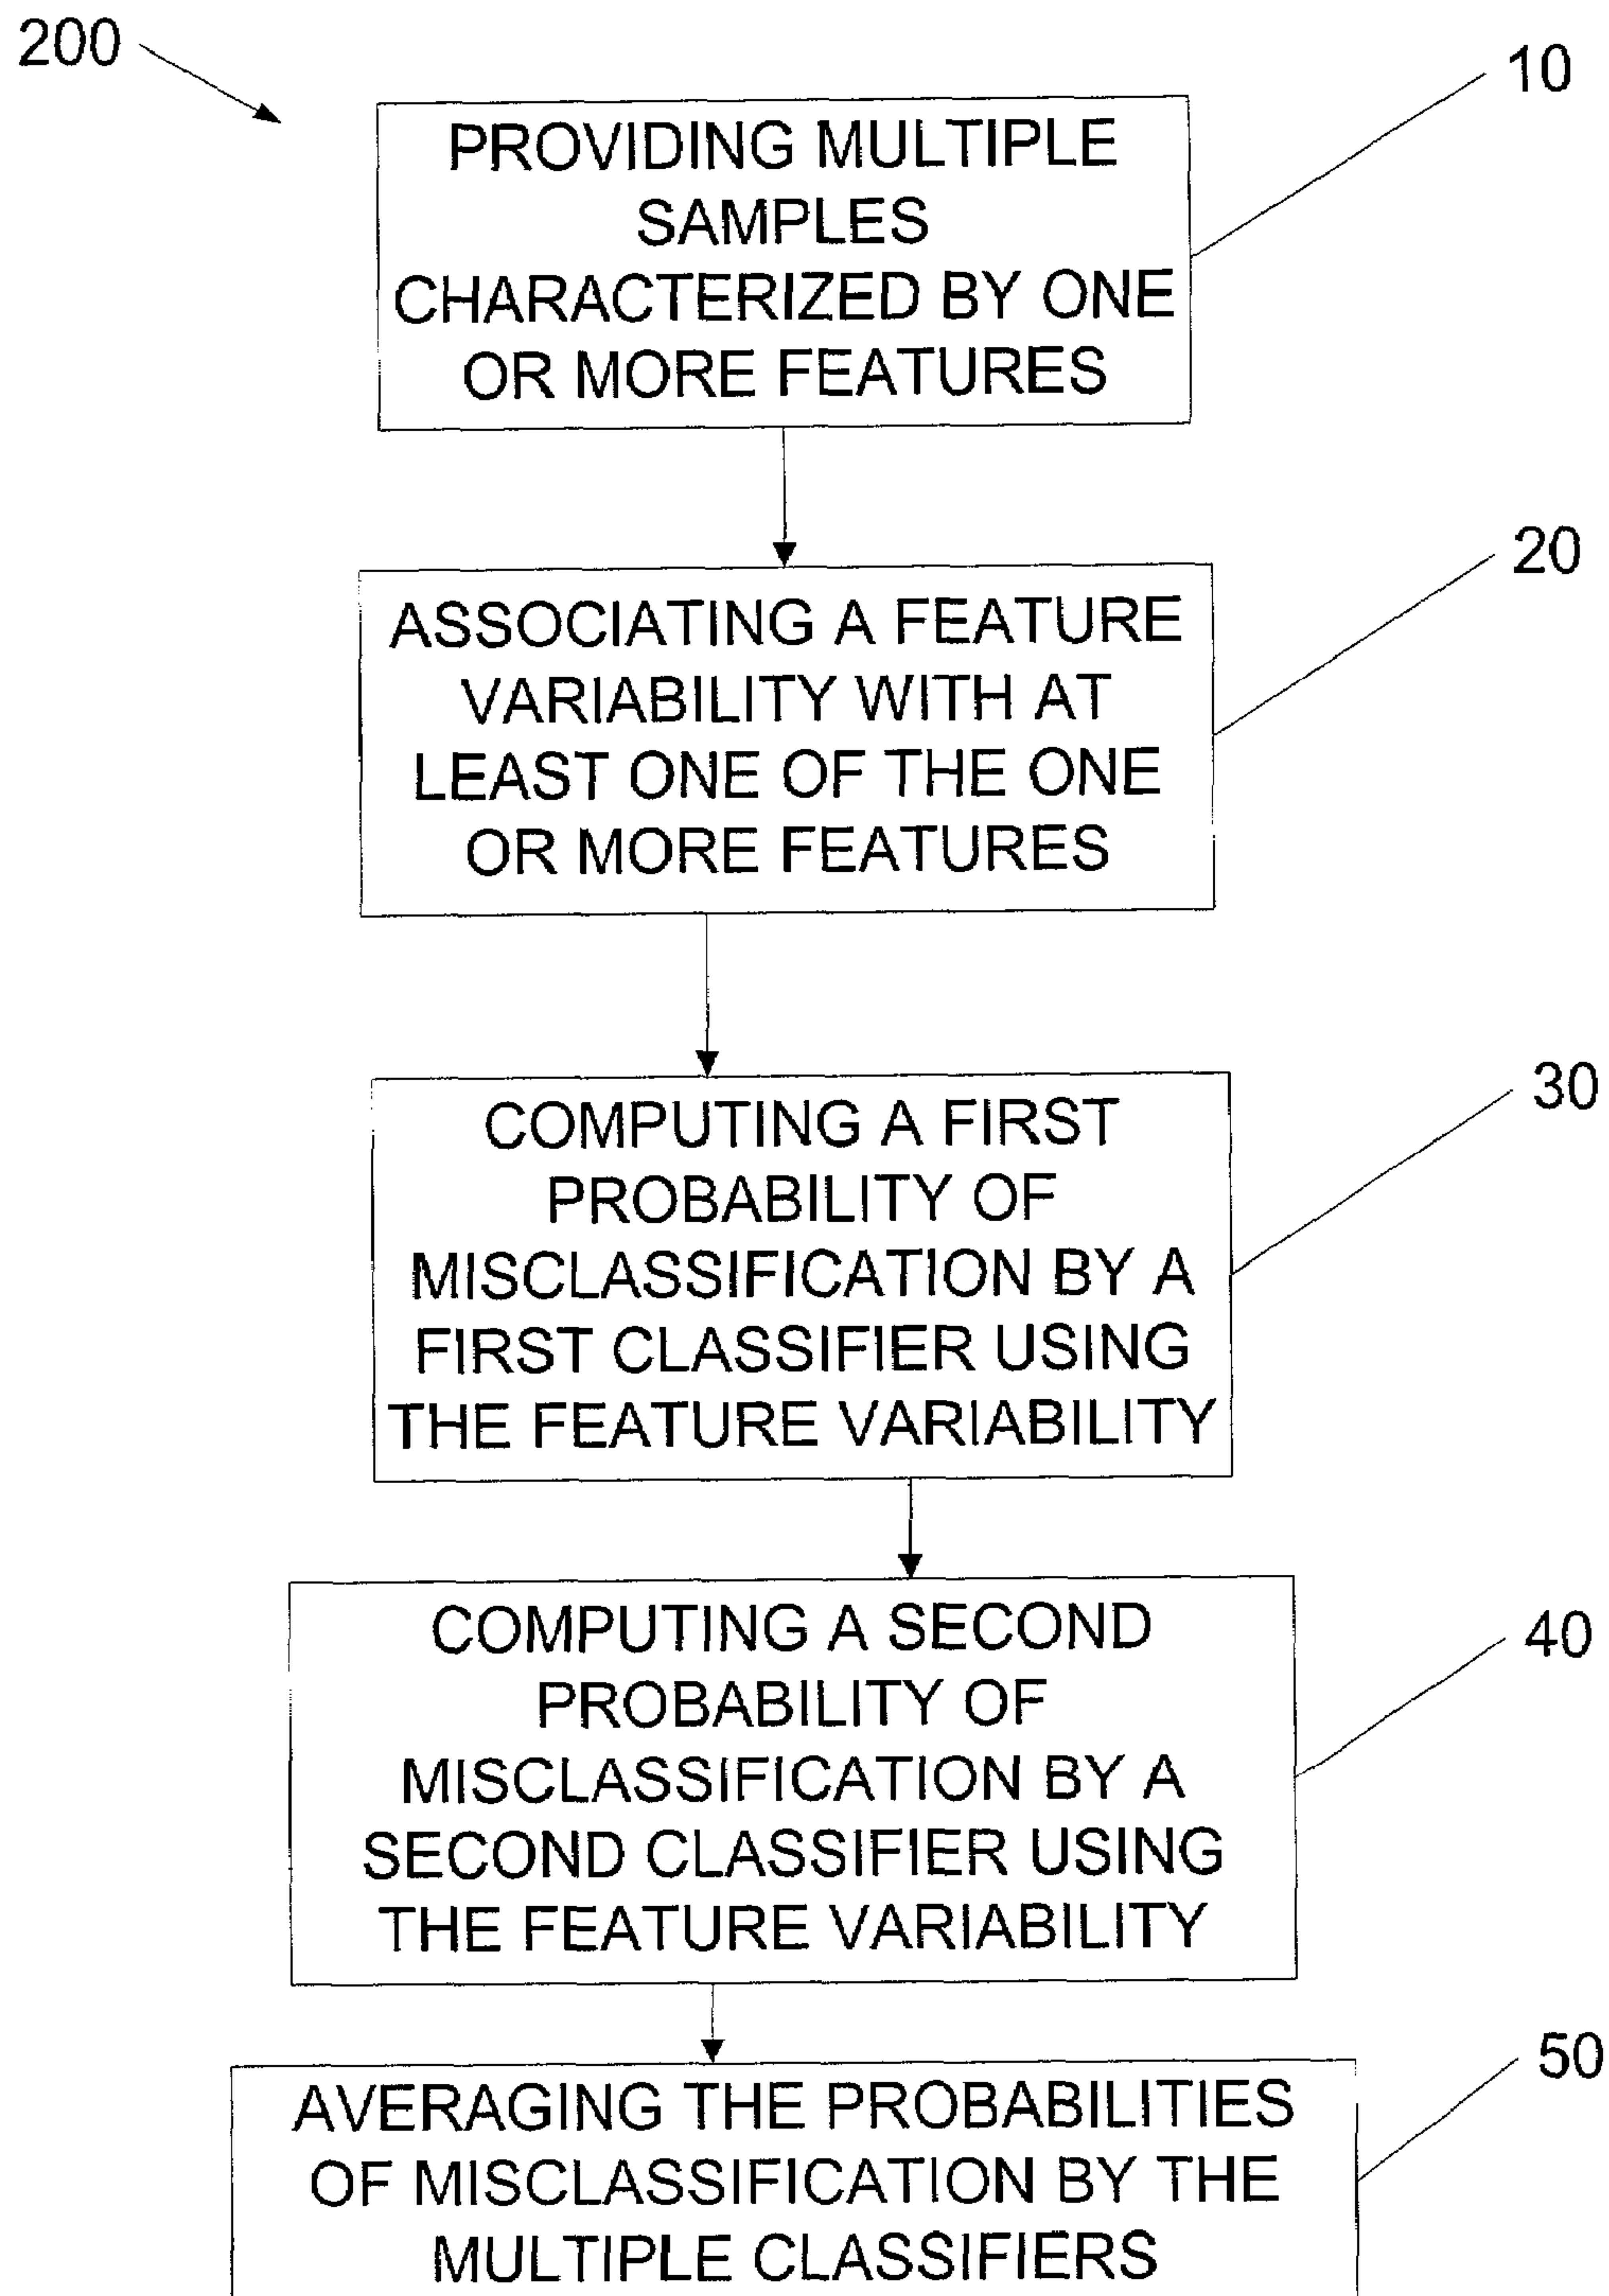 200
10
PROVIDING MULTIPLE
SAMPLES
CHARACTERIZED BY ONE
OR MORE FEATURES
20
ASSOCIATING A FEATURE
VARIABILITY WITH AT
LEAST ONE OF THE ONE
OR MORE FEATURES
30
COMPUTING A FIRST
PROBABILITY OF
MISCLASSIFICATION BY A
FIRST CLASSIFIER USING
THE FEATURE VARIABILITY
40
COMPUTING A SECOND
PROBABILITY OF
MISCLASSIFICATION BY A
SECOND CLASSIFIER USING
THE FEATURE VARIABILITY
50
AVERAGING THE PROBABILITIES
OF MISCLASSIFICATION BY THE
MULTIPLE CLASSIFIERS